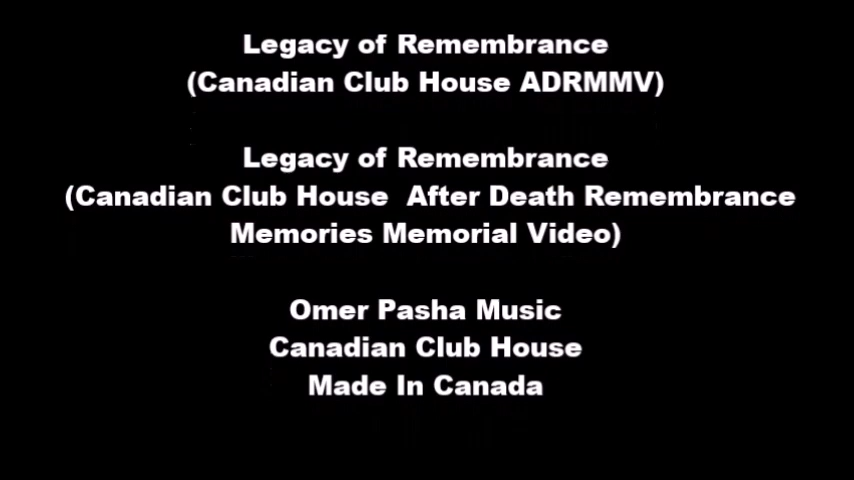 Legacy of Remembrance
(Canadian Club House ADRMMV)
Legacy of Remembrance
(Canadian Club House After Death Remembrance
Memories Memorial Video)
Omer Pasha Music
Canadian Club House
Made In Canada